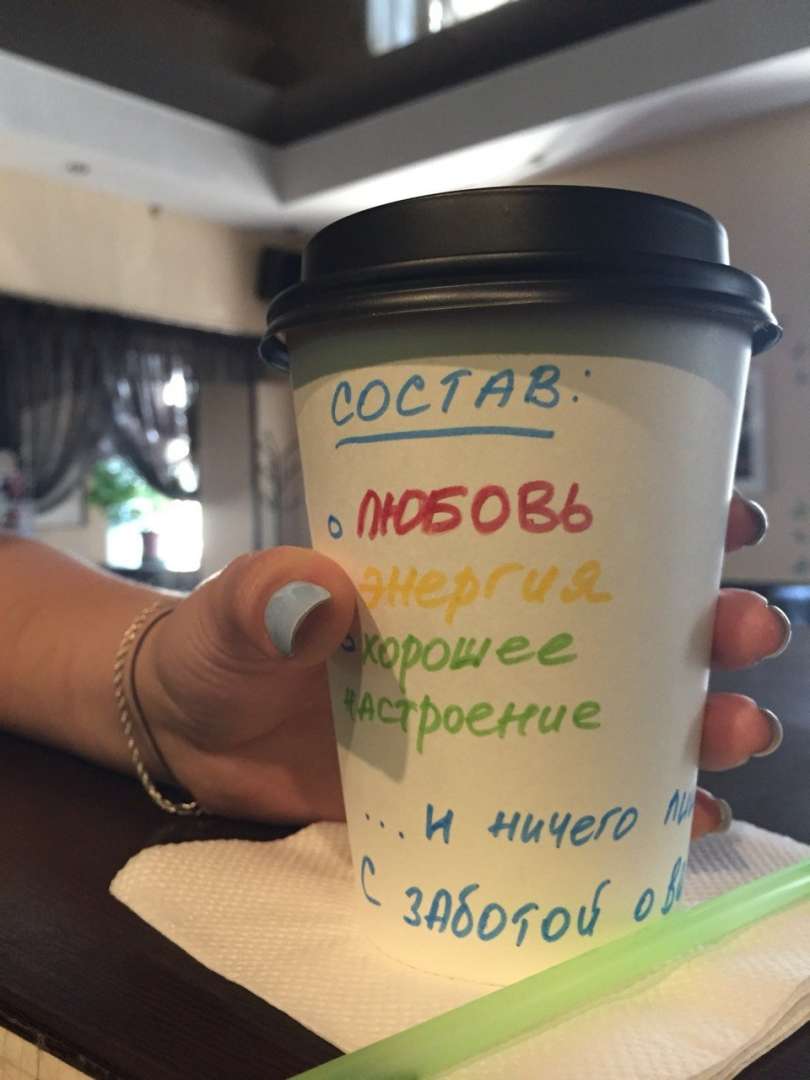 СОСТАВ:
ЛЮБОВЬ
энергия
хорошее
настроение
... и ничего
С заботой о